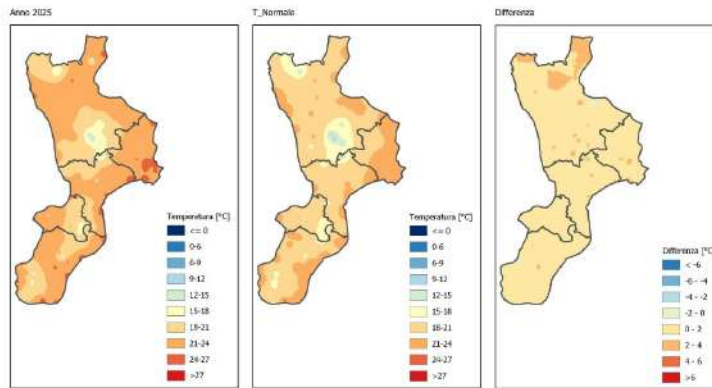 Anno 2025
T_Normale
Differenza
Temperatura [°C]
<= 0
0-6
6-9
9-12
12-15
15-18
18-21
21-24
24-27
>27
Temperatura [°C]
<= 0
0-6
6-9
9-12
12-15
15-18
18-21
21-24
24-27
>27
Differenza [°C]
< -6
-6 - -4
-4 - -2
-2 - 0
0 - 2
2 - 4
4 - 6
>6